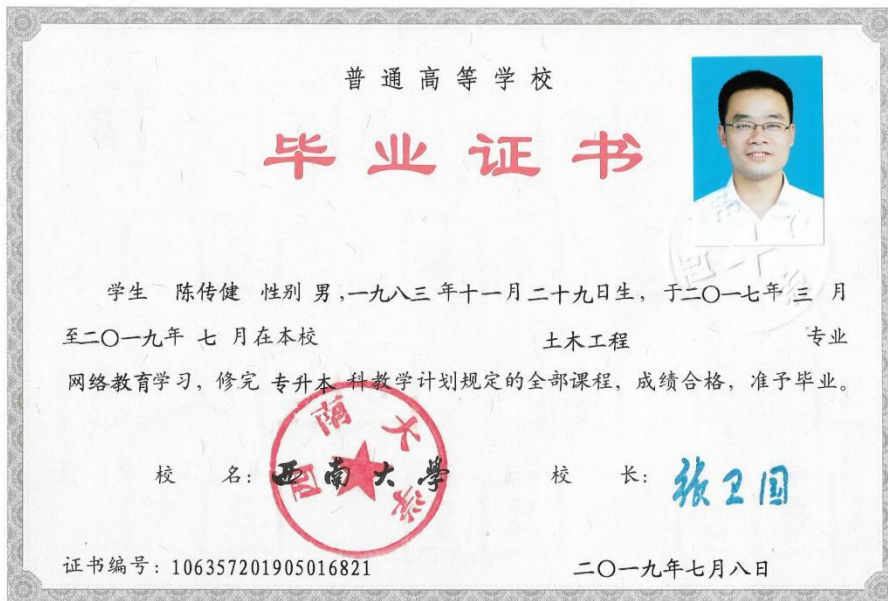 普通高等学校
毕业证书
学生 陈传健 性别 男,一九八三年十一月二十九日生,于二〇一七年三月
至二〇一九年七月在本校 土木工程 专业
网络教育学习,修完 专升本 科教学计划规定的全部课程,成绩合格,准予毕业。
校 名:西南大學 校 长:张卫国
西南大学
证书编号:106357201905016821 二〇一九年七月八日